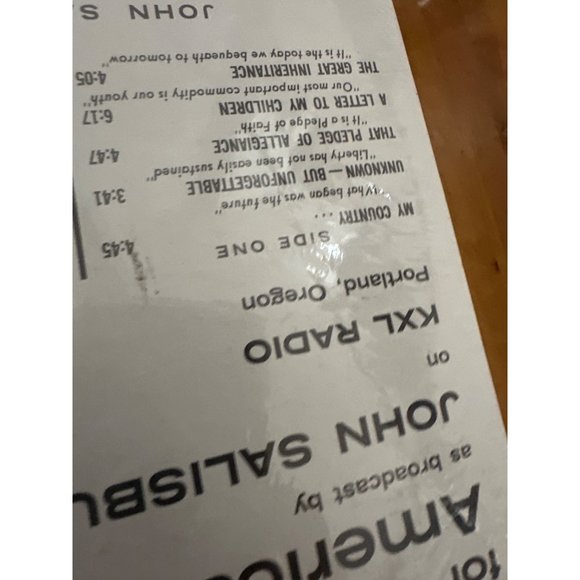 for
Americ
as broadcast by
JOHN SALISBU
on
KXL RADIO
Portland, Oregon
SIDE ONE
MY COUNTRY ... 4:45
"What began was the future"
UNKNOWN — BUT UNFORGETTABLE 3:41
"Liberty has not been easily sustained"
THAT PLEDGE OF ALLEGIANCE 4:47
"It is a Pledge of Faith"
A LETTER TO MY CHILDREN 6:17
"Our most important commodity is our youth"
THE GREAT INHERITANCE 4:05
"It is the today we bequeath to tomorrow"
JOHN SA